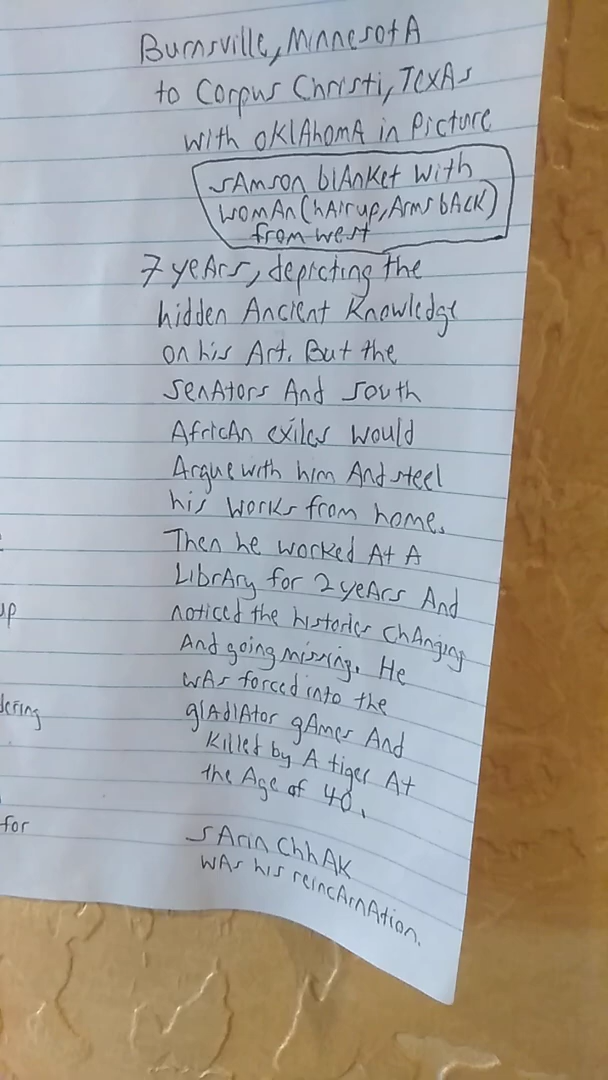 Burnsville, Minnesota
to Corpus Christi, Texas
with oklahoma in Picture
samson blanket with
woman (hair up, Arms back)
from west
7 years, depicting the
hidden Ancient Knowledge
on his Art. But the
senators And south
African exiles would
Argue with him And steel
his works from home.
Then he worked At A
Library for 2 years And
noticed the histories changing
And going missing. He
was forced into the
gladiator games And
killed by A tiger At
the Age of 40.
sarin chhak
was his reincarnation.
up
dering
for